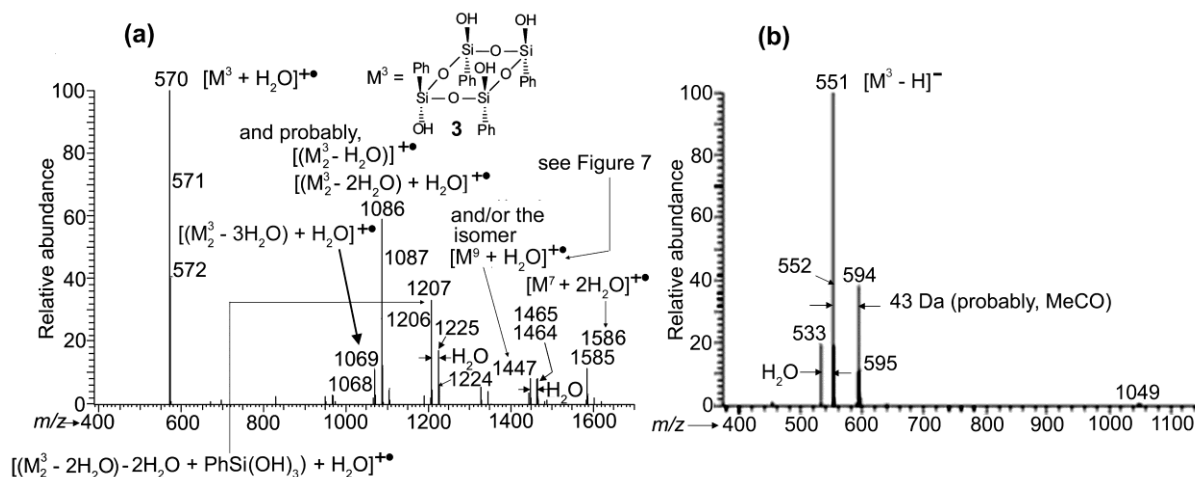 (a)
OH
OH
Si
O
Si
Ph
O
Ph
OH
O
Ph
M³ =
Si
O
Si
OH
Ph
3
570 [M³ + H₂O]⁺•
100
80
60
40
20
0
Relative abundance
571
572
and probably,
[(M³₂- H₂O)]⁺•
[(M³₂- 2H₂O) + H₂O]⁺•
[(M³₂ - 3H₂O) + H₂O]⁺•
1086
1087
1207
1206
1225
H₂O
1224
1069
1068
see Figure 7
and/or the
isomer
[M⁹ + H₂O]⁺•
[M⁷ + 2H₂O]⁺•
1465
1464
1447
H₂O
1586
1585
m/z 400 600 800 1000 1200 1400 1600
[(M³₂ - 2H₂O) - 2H₂O + PhSi(OH)₃) + H₂O]⁺•
(b)
551 [M³ - H]⁻
100
80
60
40
20
0
Relative abundance
552
594
43 Da (probably, MeCO)
533
H₂O
595
1049
m/z 400 500 600 700 800 900 1000 1100